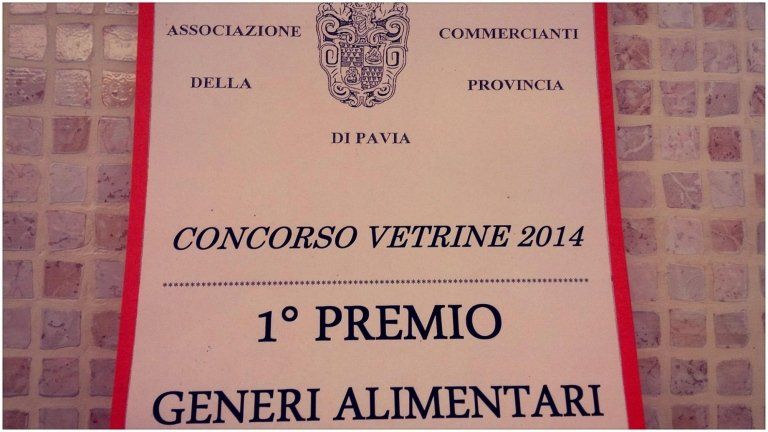 ASSOCIAZIONE COMMERCIANTI
DELLA PROVINCIA
DI PAVIA
CONCORSO VETRINE 2014
************************************************************
1° PREMIO
GENERI ALIMENTARI